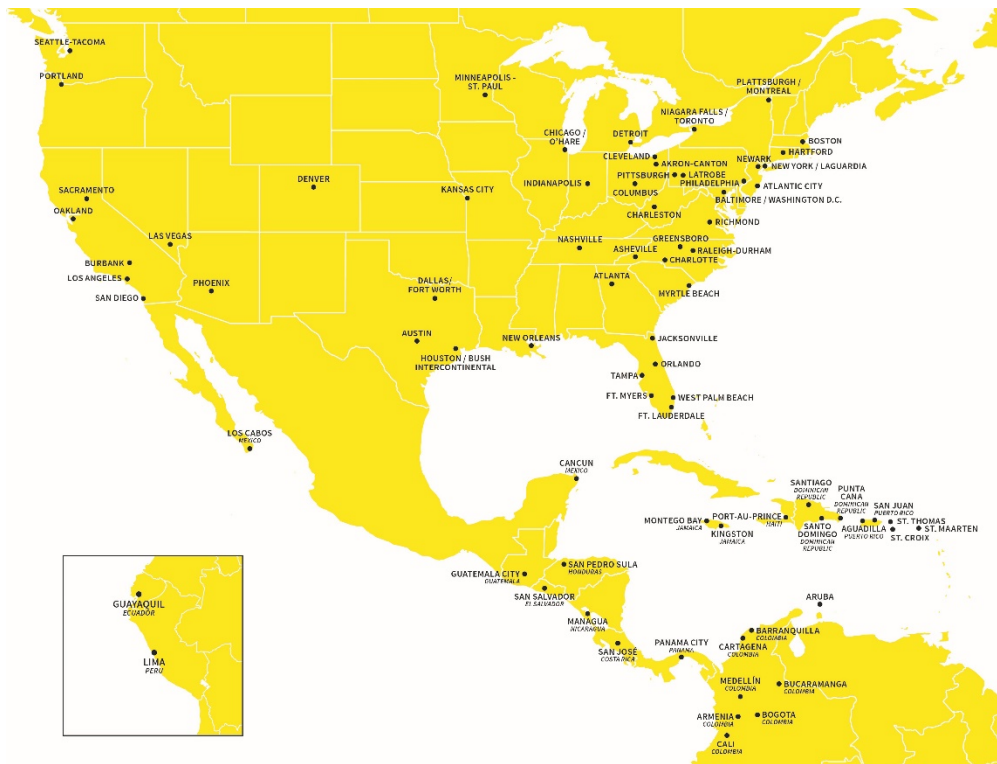 SEATTLE-TACOMA
PORTLAND
MINNEAPOLIS -
ST. PAUL
PLATTSBURGH /
MONTREAL
NIAGARA FALLS /
TORONTO
CHICAGO /
O'HARE
DETROIT
BOSTON
HARTFORD
CLEVELAND
AKRON-CANTON
NEWARK
NEW YORK / LAGUARDIA
PITTSBURGH
LATROBE
DENVER
KANSAS CITY
INDIANAPOLIS
COLUMBUS
PHILADELPHIA
ATLANTIC CITY
BALTIMORE / WASHINGTON D.C.
SACRAMENTO
OAKLAND
CHARLESTON
RICHMOND
LAS VEGAS
NASHVILLE
GREENSBORO
ASHEVILLE
RALEIGH-DURHAM
CHARLOTTE
BURBANK
LOS ANGELES
PHOENIX
SAN DIEGO
DALLAS/
FORT WORTH
ATLANTA
MYRTLE BEACH
AUSTIN
HOUSTON / BUSH
INTERCONTINENTAL
NEW ORLEANS
JACKSONVILLE
ORLANDO
TAMPA
FT. MYERS
WEST PALM BEACH
FT. LAUDERDALE
LOS CABOS
MEXICO
CANCUN
MEXICO
SANTIAGO
DOMINICAN
REPUBLIC
PUNTA
CANA
DOMINICAN
REPUBLIC
SAN JUAN
PUERTO RICO
MONTEGO BAY
JAMAICA
PORT-AU-PRINCE
HAITI
KINGSTON
JAMAICA
SANTO
DOMINGO
DOMINICAN
REPUBLIC
AGUADILLA
PUERTO RICO
ST. THOMAS
ST. MAARTEN
ST. CROIX
GUATEMALA CITY
GUATEMALA
SAN PEDRO SULA
HONDURAS
SAN SALVADOR
EL SALVADOR
MANAGUA
NICARAGUA
ARUBA
SAN JOSÉ
COSTA RICA
PANAMA CITY
PANAMA
BARRANQUILLA
COLOMBIA
CARTAGENA
COLOMBIA
MEDELLÍN
COLOMBIA
BUCARAMANGA
COLOMBIA
ARMENIA
COLOMBIA
BOGOTA
COLOMBIA
CALI
COLOMBIA
GUAYAQUIL
ECUADOR
LIMA
PERU